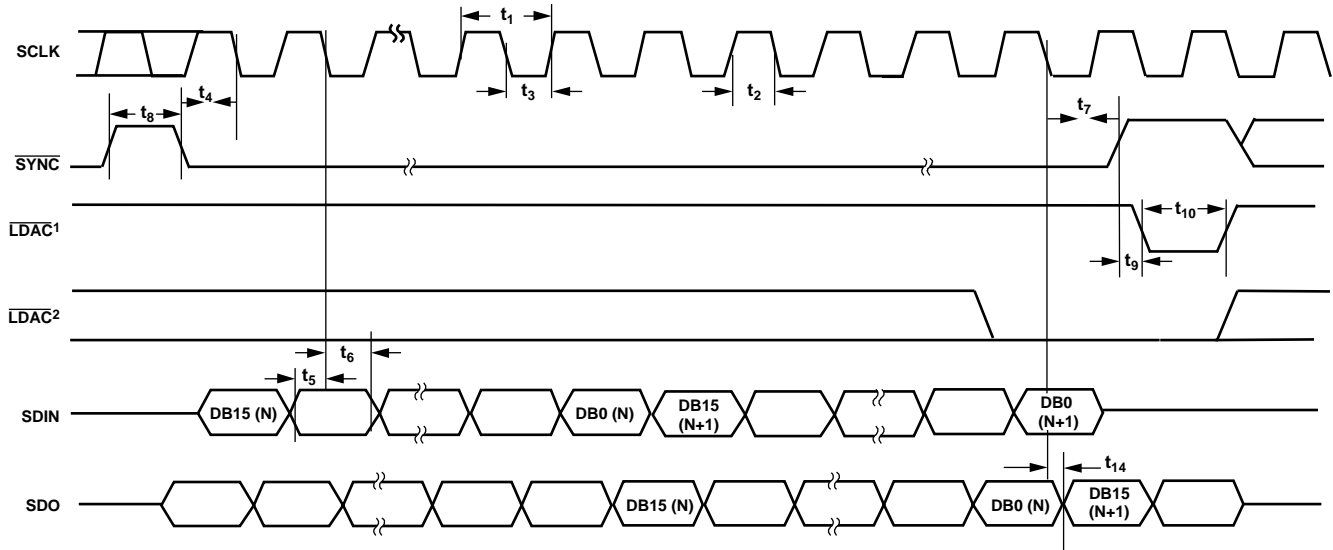 t1
SCLK
t4
t3
t2
t8
t7
SYNC
LDAC1
t10
t9
LDAC2
t6
t5
SDIN
DB15 (N)
DB0 (N)
DB15
(N+1)
DB0
(N+1)
t14
SDO
DB15 (N)
DB0 (N)
DB15
(N+1)